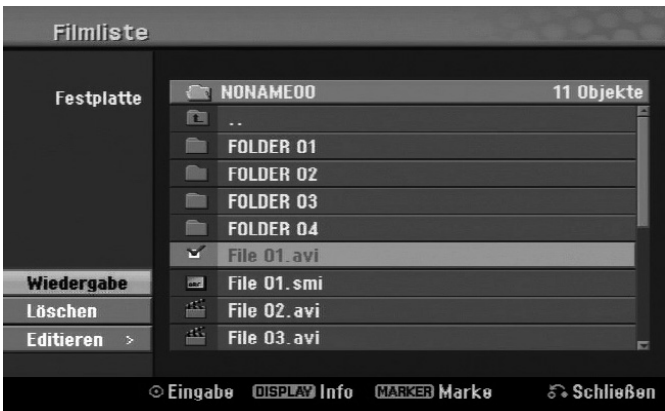 Filmliste
Festplatte
NONAME00 11 Objekte
..
FOLDER 01
FOLDER 02
FOLDER 03
FOLDER 04
File 01.avi
Wiedergabe
File 01.smi
Löschen
File 02.avi
Editieren >
File 03.avi
Eingabe DISPLAY Info MARKER Marke Schließen